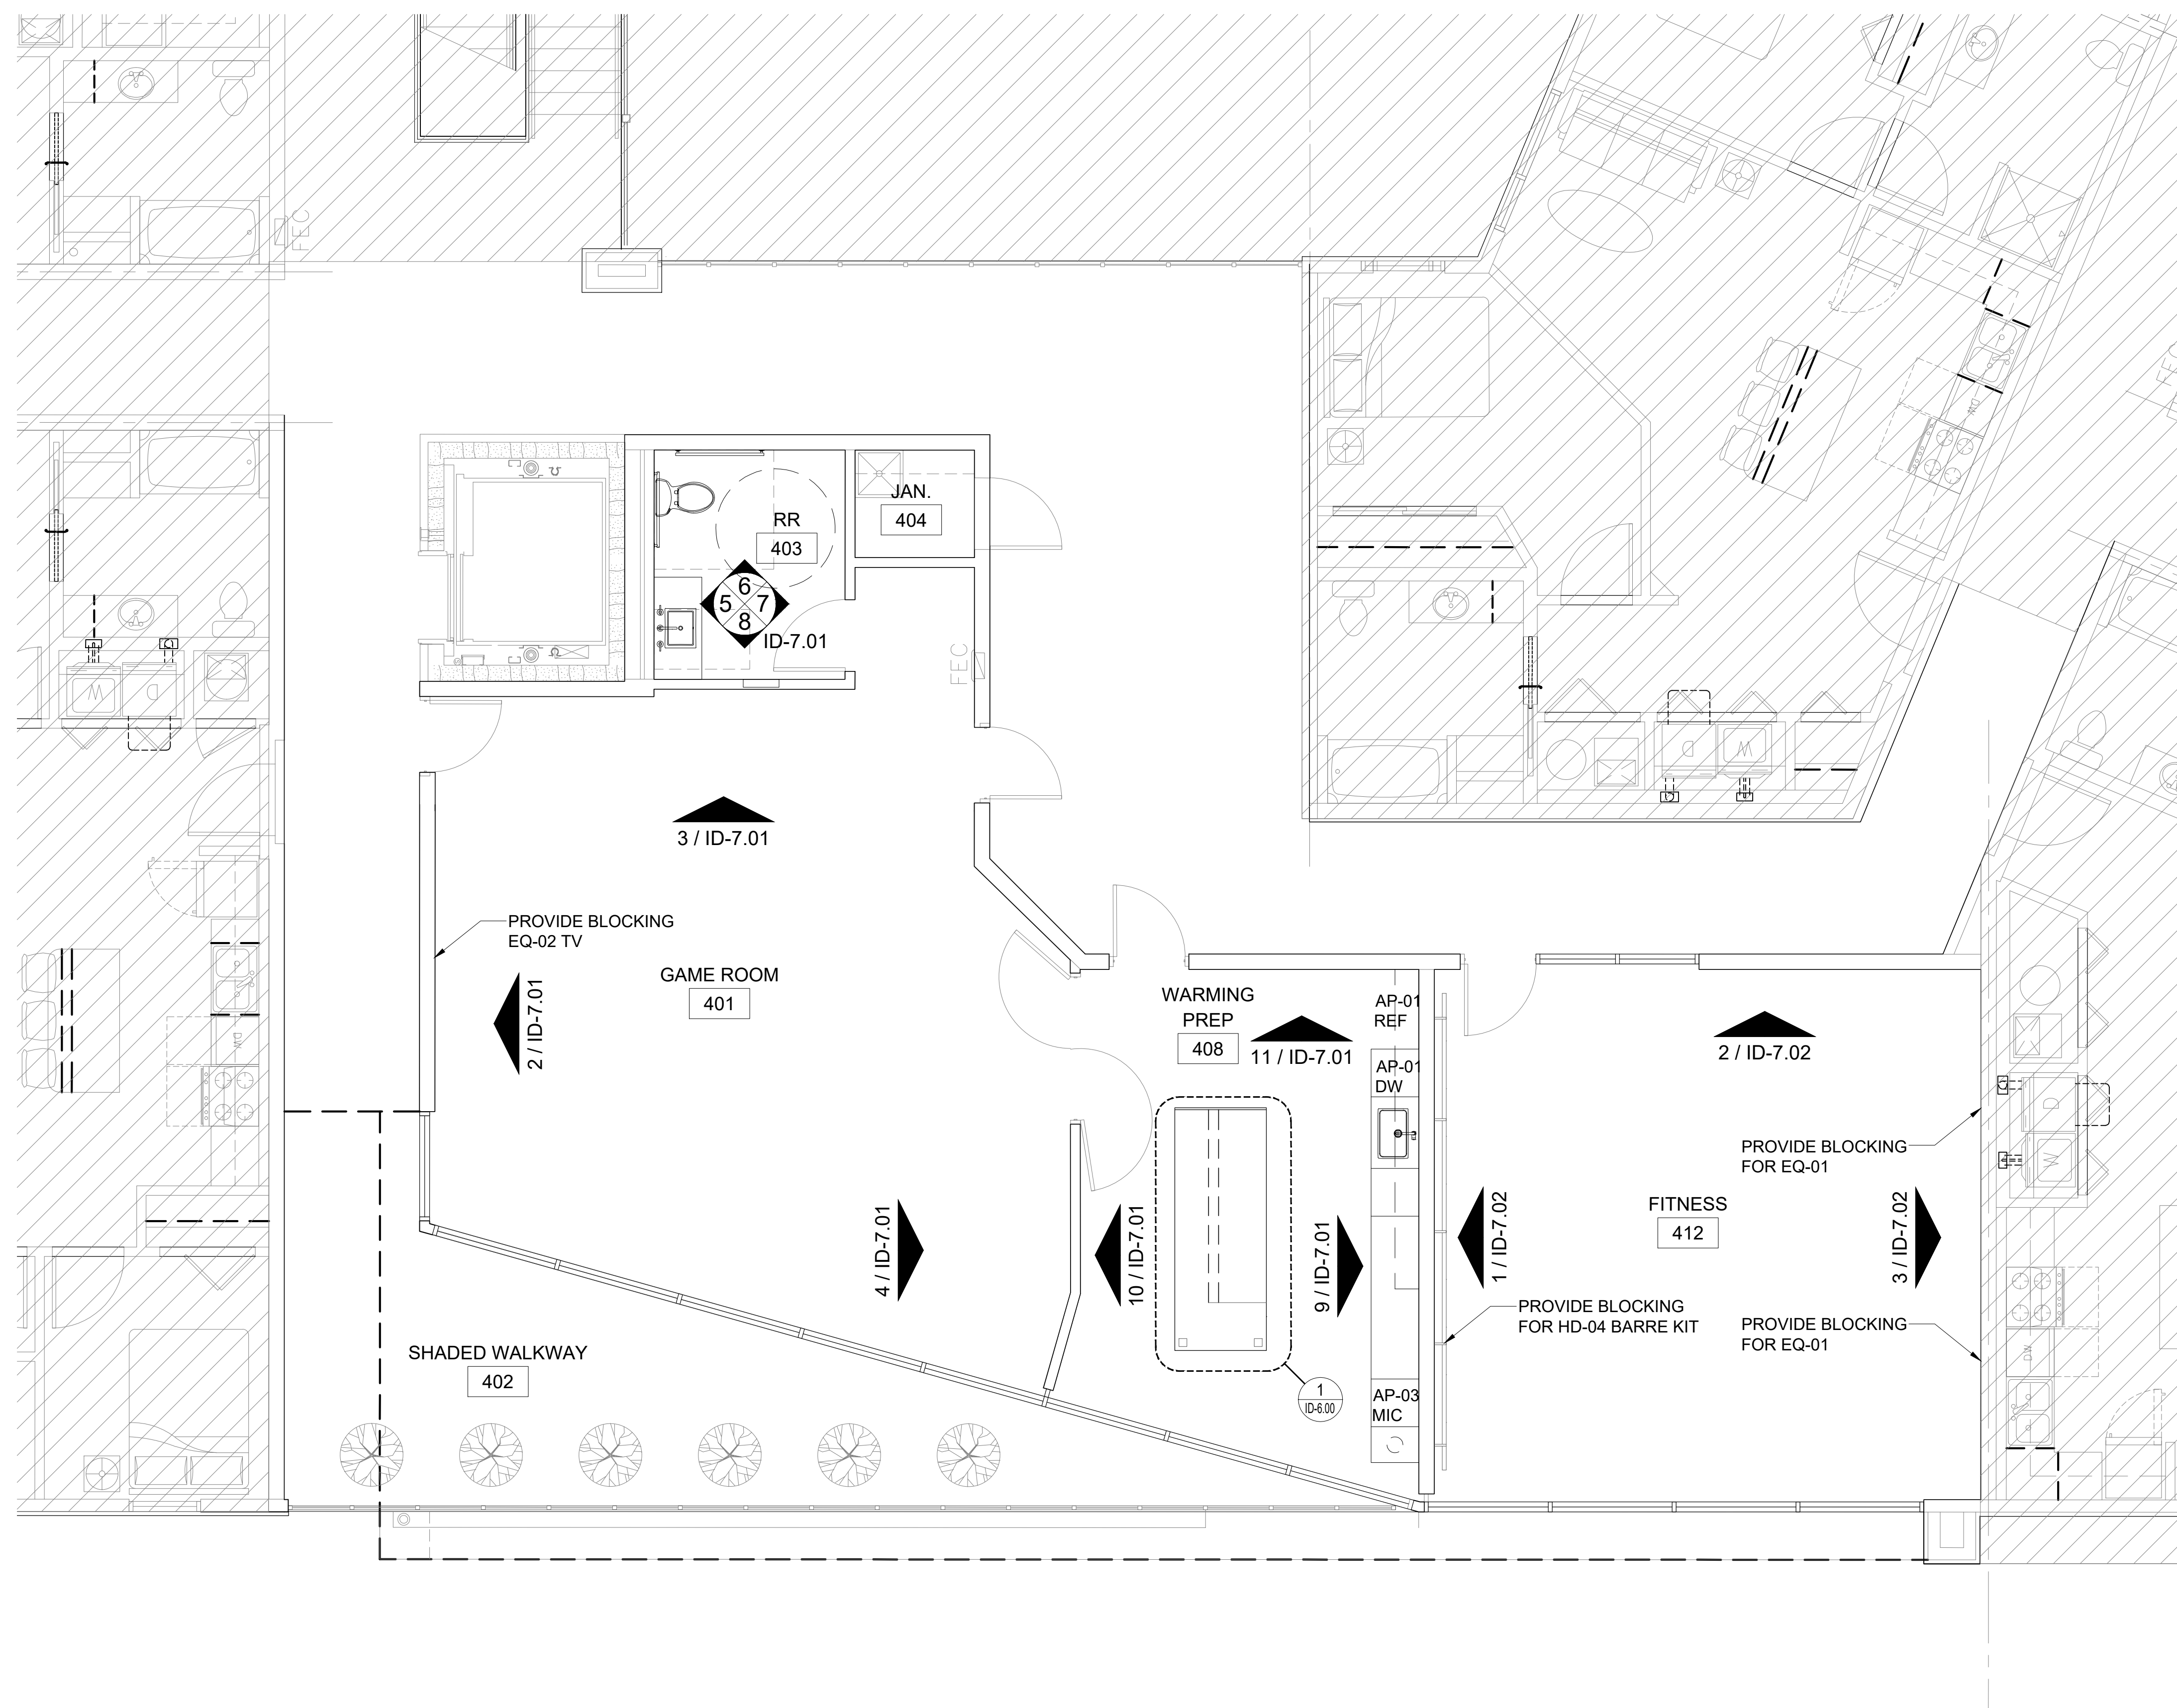 FEC
JAN.
404
RR
403
6
5
7
8
ID-7.01
FEC
W
D
D
W
DW
3 / ID-7.01
PROVIDE BLOCKING
EQ-02 TV
GAME ROOM
401
2 / ID-7.01
WARMING
PREP
408
11 / ID-7.01
AP-01
REF
AP-01
DW
2 / ID-7.02
DW
PROVIDE BLOCKING
FOR EQ-01
D
W
FITNESS
412
4 / ID-7.01
10 / ID-7.01
9 / ID-7.01
1 / ID-7.02
3 / ID-7.02
PROVIDE BLOCKING
FOR HD-04 BARRE KIT
PROVIDE BLOCKING
FOR EQ-01
DW
SHADED WALKWAY
402
1
ID-6.00
AP-03
MIC